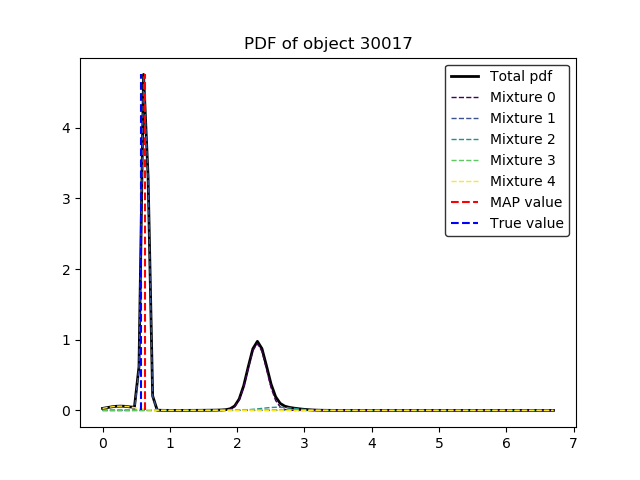 PDF of object 30017
Total pdf
Mixture 0
Mixture 1
Mixture 2
Mixture 3
Mixture 4
MAP value
True value
4
3
2
1
0
0 1 2 3 4 5 6 7